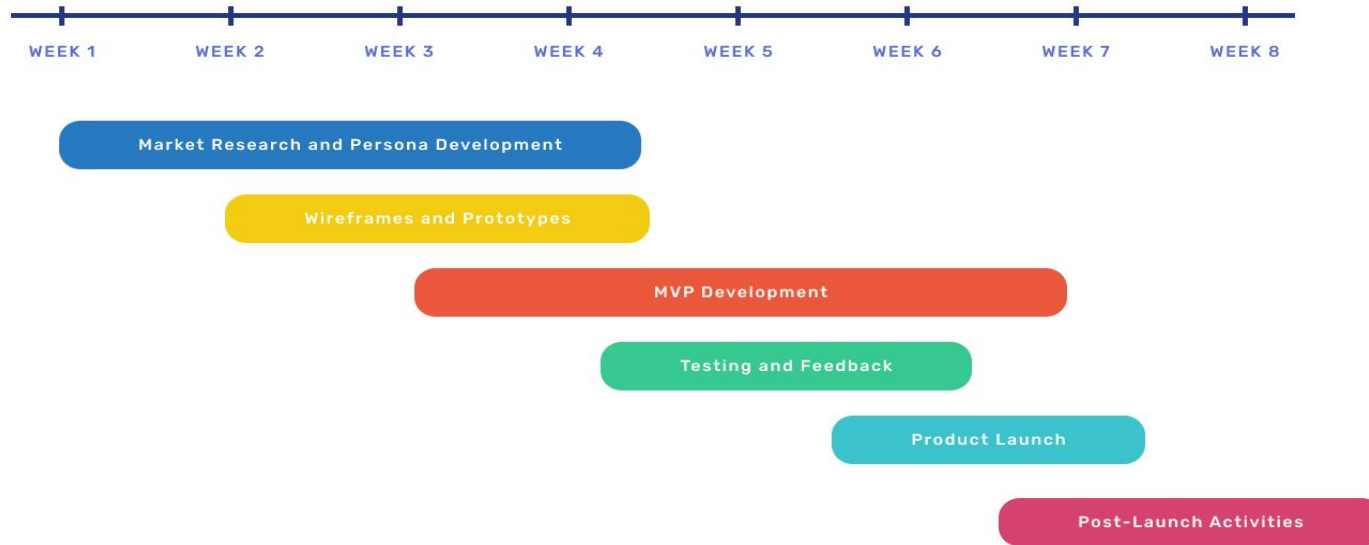 WEEK 1
WEEK 2
WEEK 3
WEEK 4
WEEK 5
WEEK 6
WEEK 7
WEEK 8
Market Research and Persona Development
Wireframes and Prototypes
MVP Development
Testing and Feedback
Product Launch
Post-Launch Activities